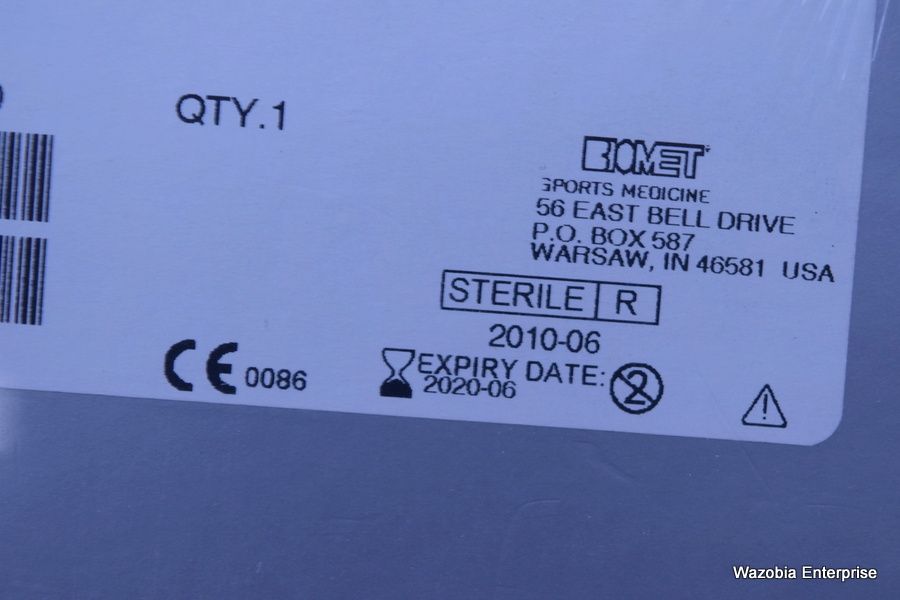 QTY.1
BIOMET
SPORTS MEDICINE
56 EAST BELL DRIVE
P.O. BOX 587
WARSAW, IN 46581 USA
STERILE R
2010-06
CE 0086
EXPIRY DATE:
2020-06
2
Wazobia Enterprise